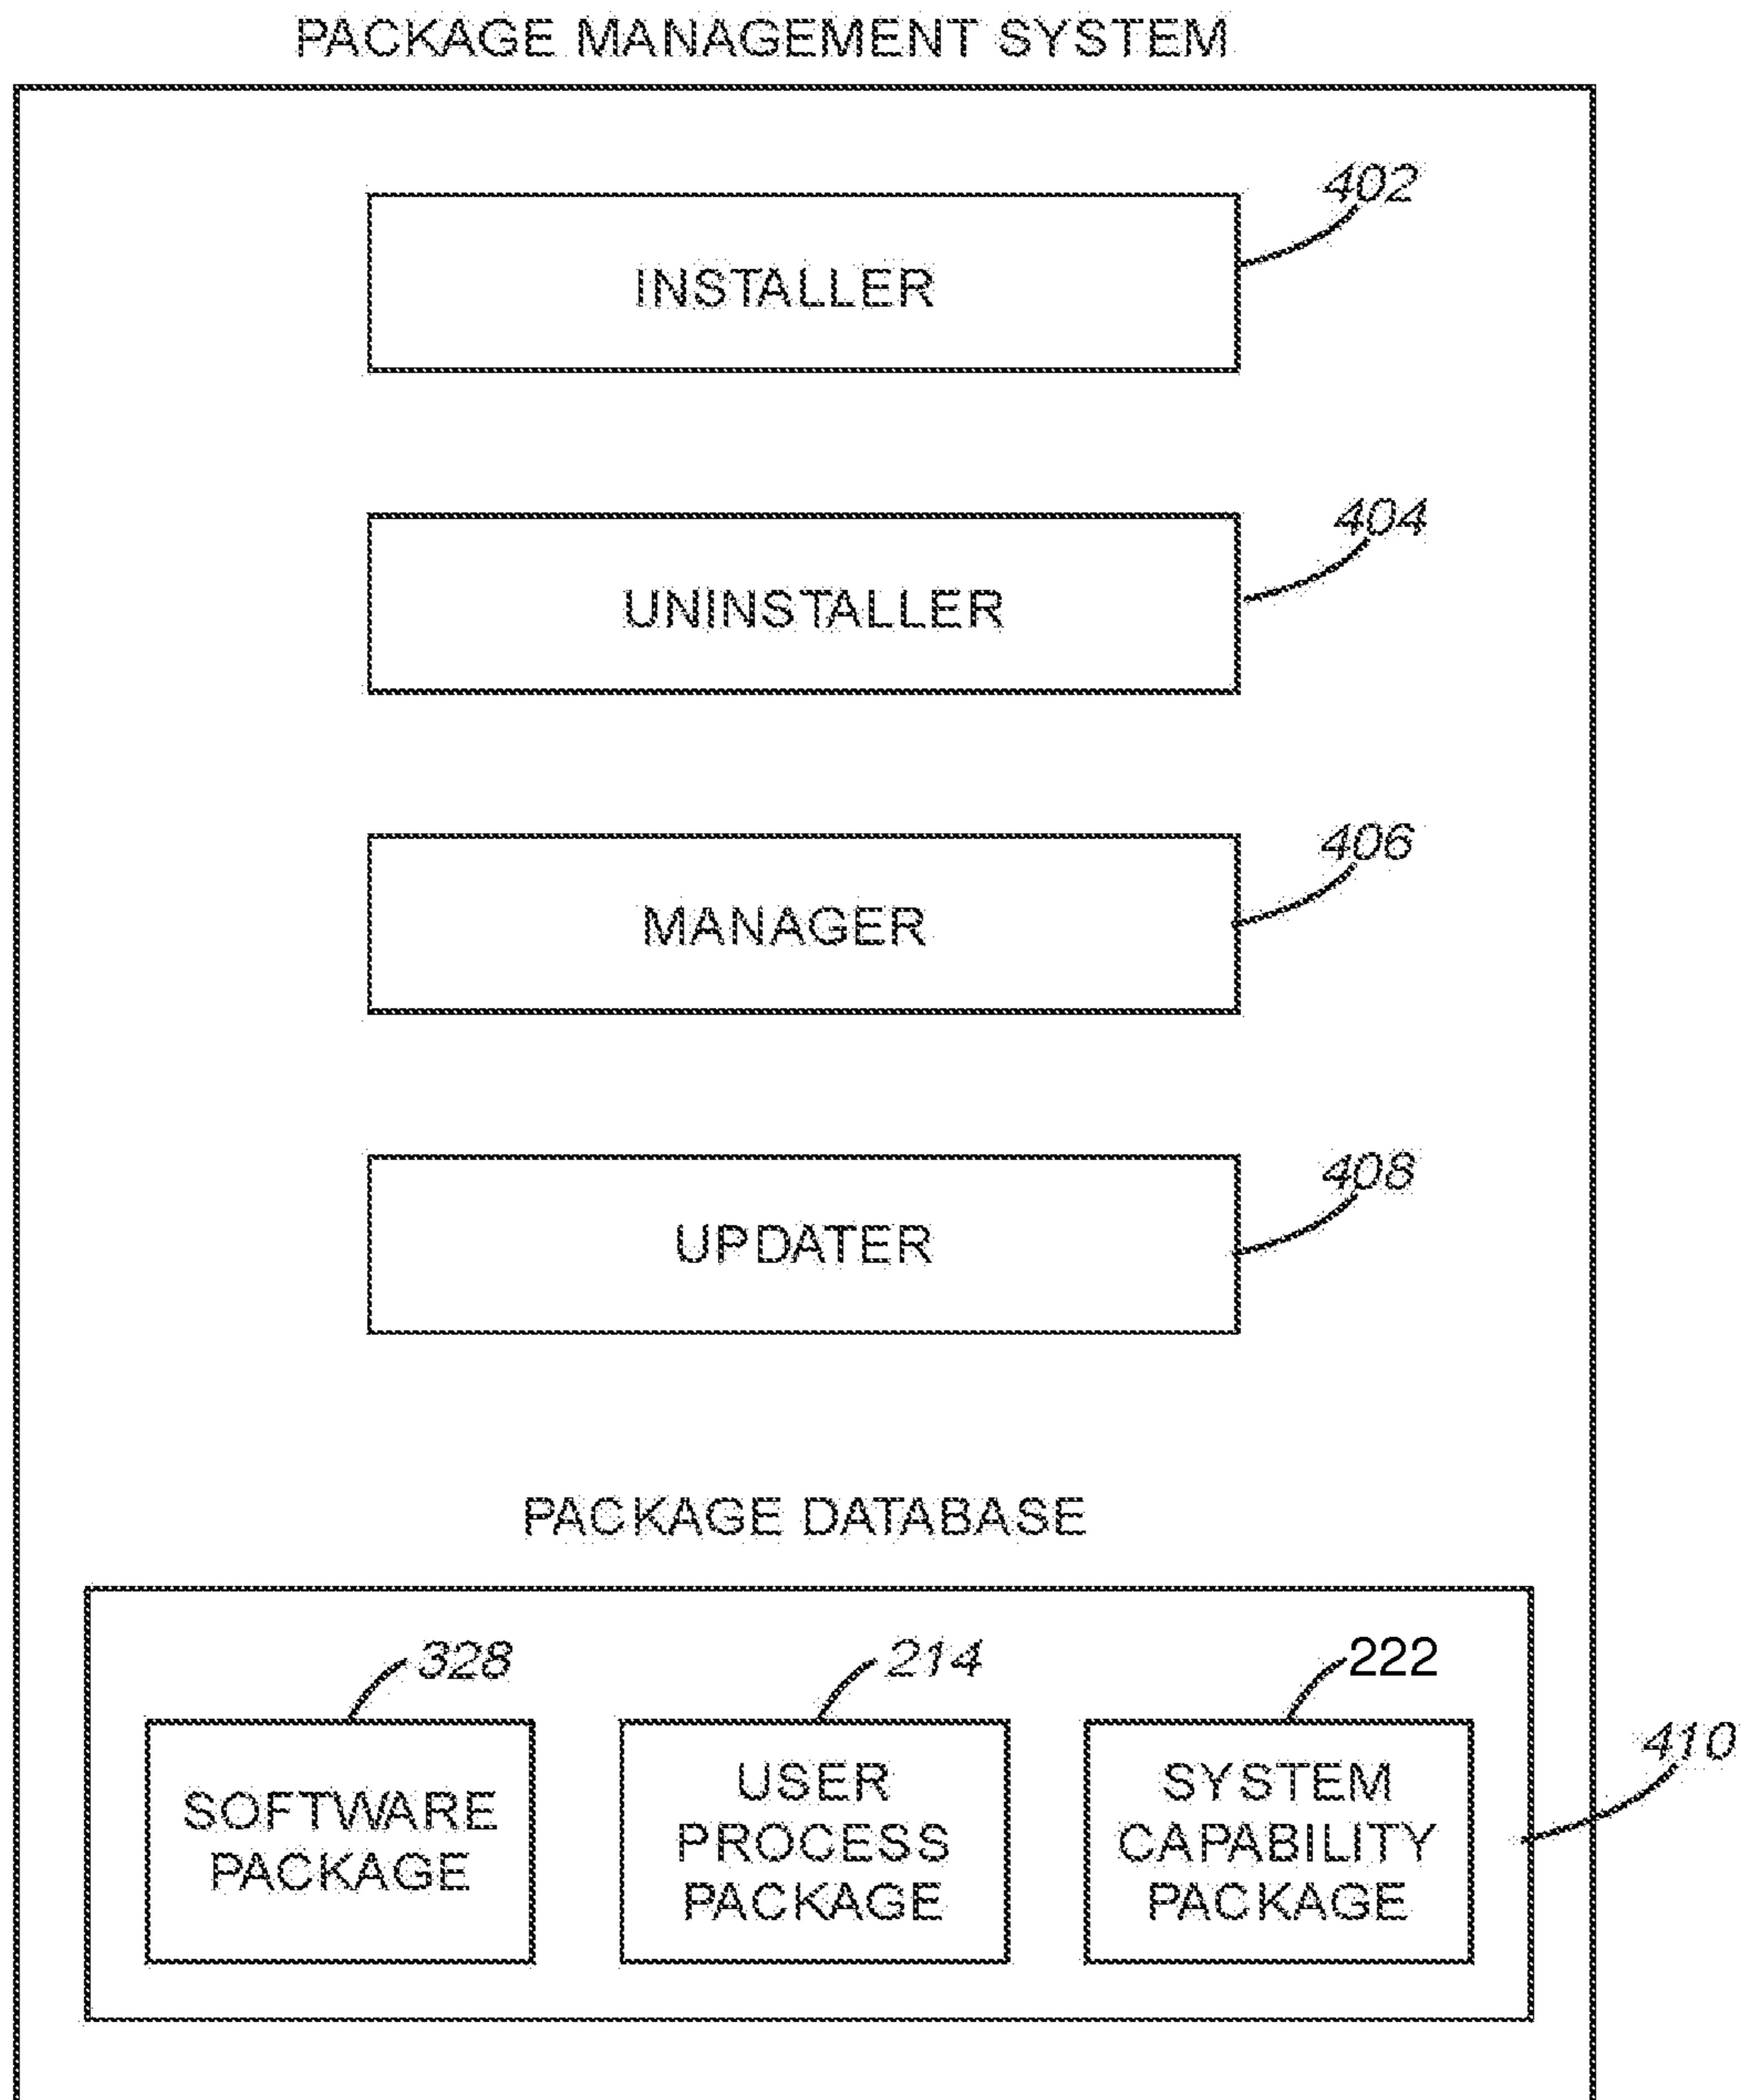 PACKAGE MANAGEMENT SYSTEM
402
INSTALLER
404
UNINSTALLER
406
MANAGER
408
UPDATER
PACKAGE DATABASE
328
214
222
410
SOFTWARE
PACKAGE
USER
PROCESS
PACKAGE
SYSTEM
CAPABILITY
PACKAGE